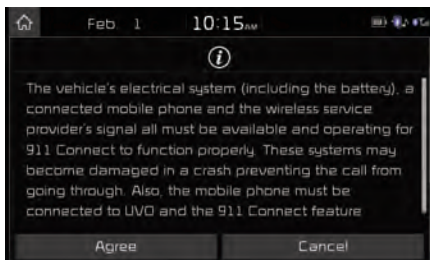 Feb. 1 10:15AM
The vehicle's electrical system (including the battery), a
connected mobile phone and the wireless service
provider's signal all must be available and operating for
911 Connect to function properly. These systems may
become damaged in a crash preventing the call from
going through. Also, the mobile phone must be
connected to UVO and the 911 Connect feature
Agree Cancel